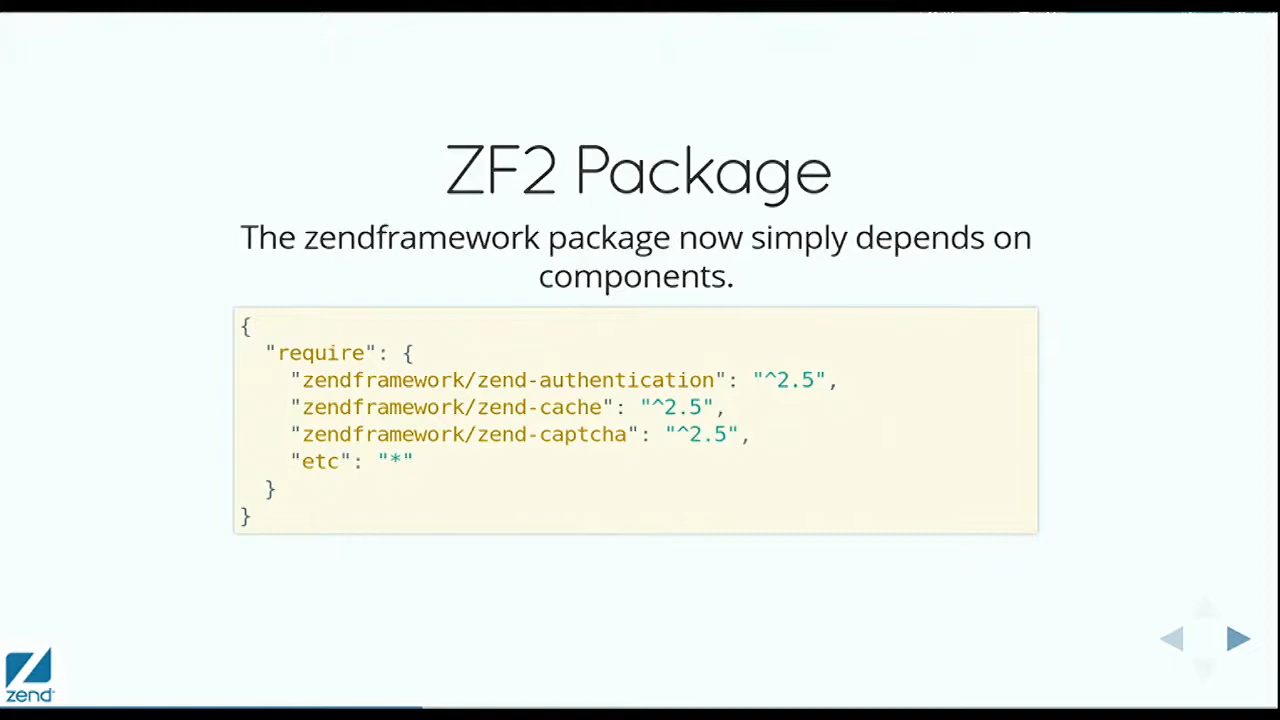 ZF2 Package
The zendframework package now simply depends on
components.
{
  "require": {
    "zendframework/zend-authentication": "^2.5",
    "zendframework/zend-cache": "^2.5",
    "zendframework/zend-captcha": "^2.5",
    "etc": "*"
  }
}
zend